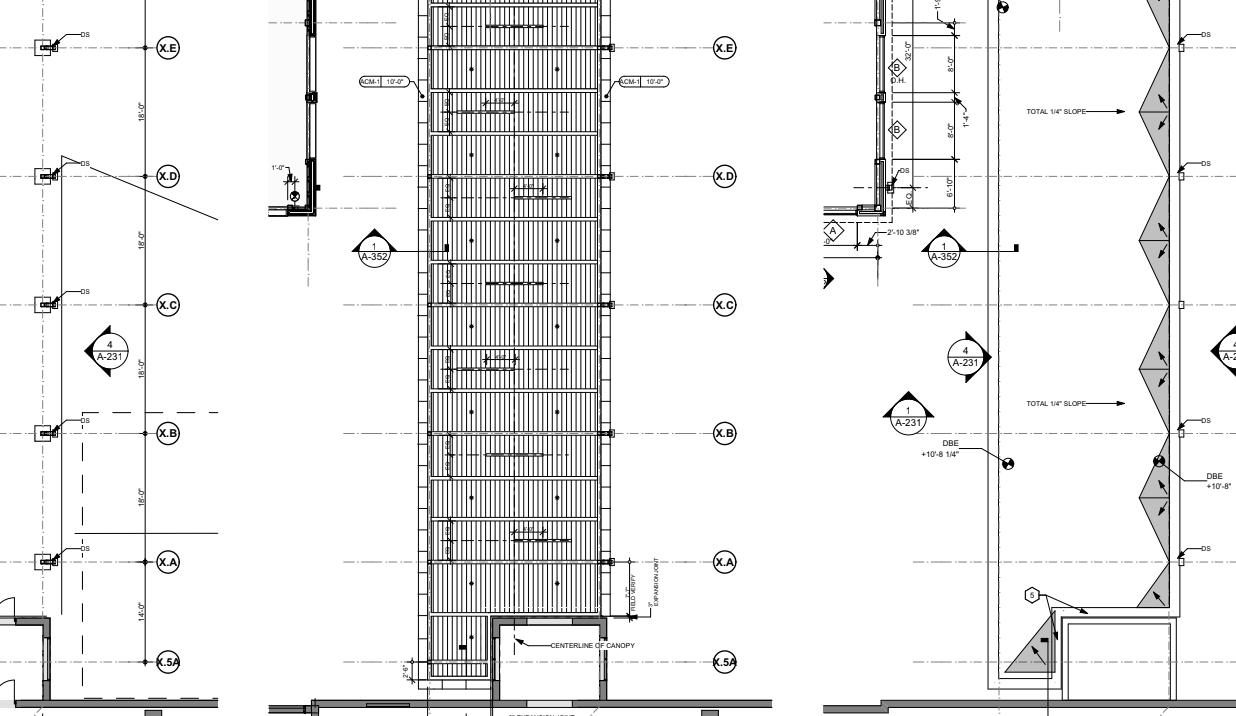 DS
X.E
18'-0"
DS
X.D
18'-0"
DS
X.C
4
A-231
18'-0"
DS
X.B
18'-0"
DS
X.A
14'-0"
X.5A
1'-0"
ACM-1 10'-0"
ACM-1 10'-0"
X.E
X.D
1
A-352
X.C
X.B
X.A
FIELD VERIFY
EXPANSION JOINT
CENTERLINE OF CANOPY
2'-6"
X.5A
32'-0"
8'-0"
B
O.H.
B
8'-0"
1'-4"
DS
6'-10"
EQ.
A
2'-10 3/8"
1
A-352
DS
TOTAL 1/4" SLOPE
DS
4
A-231
1
A-231
TOTAL 1/4" SLOPE
DS
DBE
+10'-8 1/4"
DBE
+10'-8"
DS
5